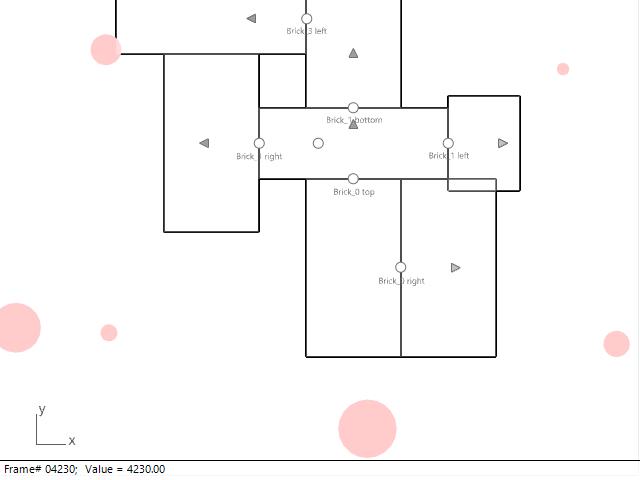 Brick_3 left
Brick_1 bottom
Brick_1 right
Brick_1 left
Brick_0 top
Brick_0 right
y
x
Frame# 04230; Value = 4230.00